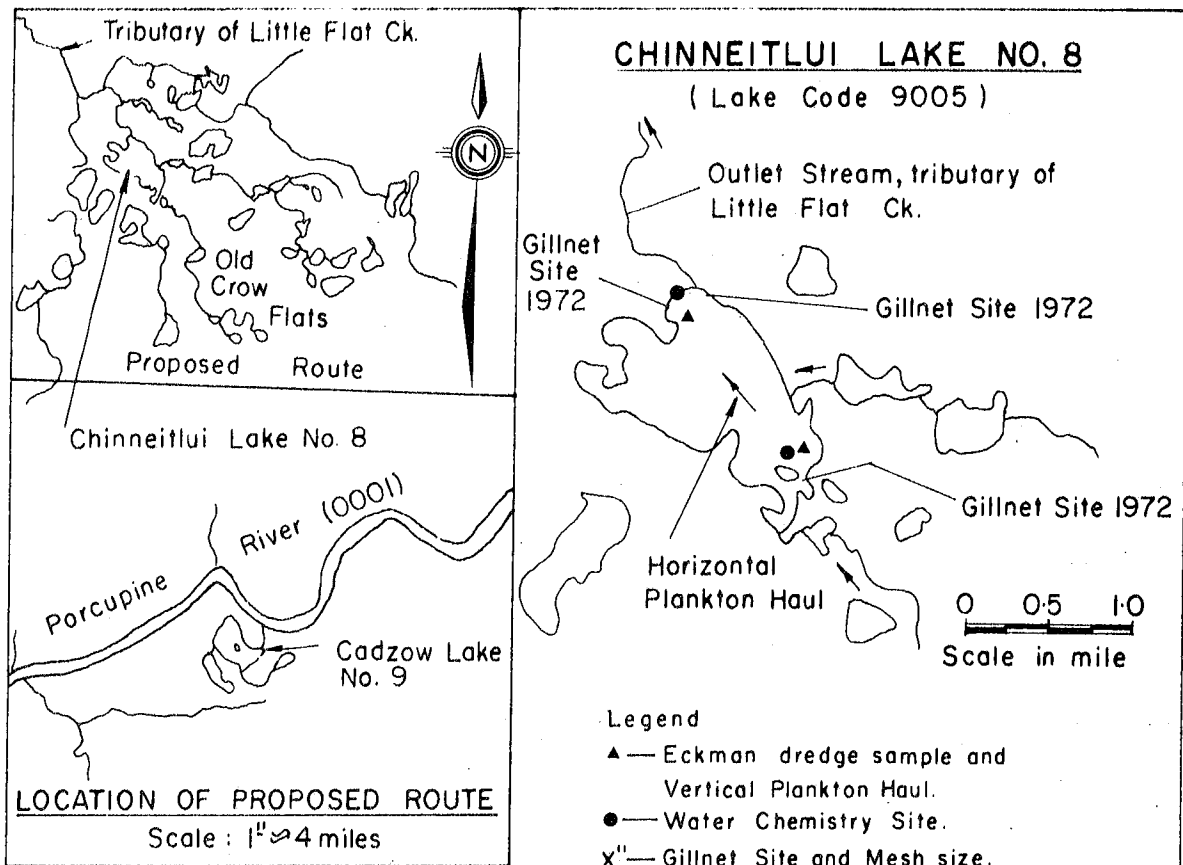 Tributary of Little Flat Ck.
N
Old
Crow
Flats
Proposed Route
Chinneitlui Lake No. 8
Porcupine River (0001)
Cadzow Lake
No. 9
LOCATION OF PROPOSED ROUTE
Scale : 1" ≈ 4 miles
CHINNEITLUI LAKE NO. 8
( Lake Code 9005 )
Outlet Stream, tributary of
Little Flat Ck.
Gillnet
Site
1972
Gillnet Site 1972
Gillnet Site 1972
Horizontal
Plankton Haul
0 0·5 1.0
Scale in mile
Legend
▲ — Eckman dredge sample and
Vertical Plankton Haul.
● — Water Chemistry Site.
x" — Gillnet Site and Mesh size.